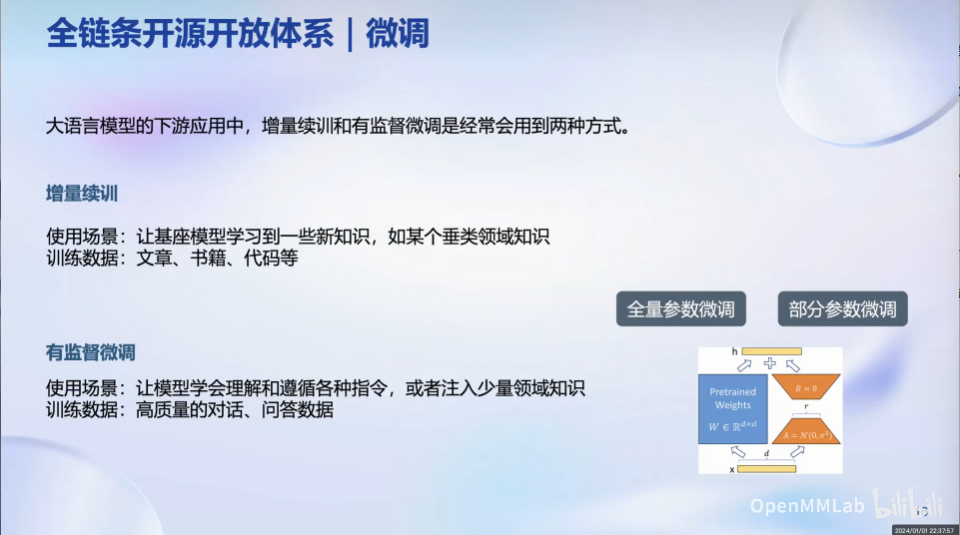 全链条开源开放体系｜微调
大语言模型的下游应用中，增量续训和有监督微调是经常会用到两种方式。
增量续训
使用场景：让基座模型学习到一些新知识，如某个垂类领域知识
训练数据：文章、书籍、代码等
全量参数微调
部分参数微调
有监督微调
使用场景：让模型学会理解和遵循各种指令，或者注入少量领域知识
训练数据：高质量的对话、问答数据
h
Pretrained
Weights
W ∈ ℝ^{d×d}
B = 0
r
A = 𝒩(0, σ²)
d
x
OpenMMLab
bilibili
2024/01/01 22:37:57